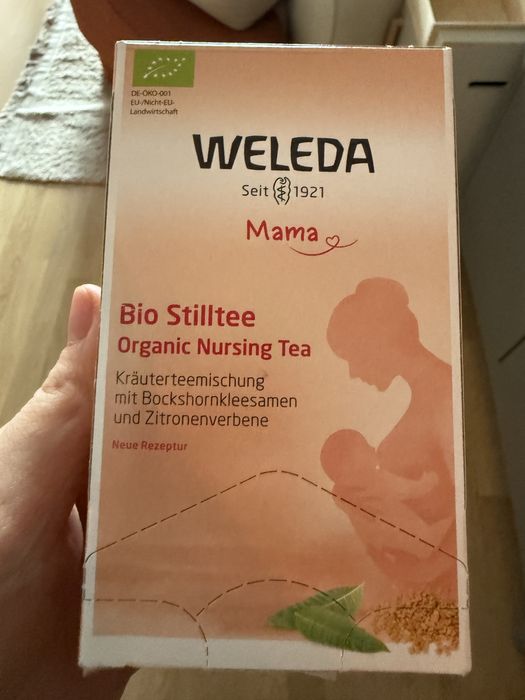 DE-ÖKO-001
EU-/Nicht-EU-
Landwirtschaft
WELEDA
Seit 1921
Mama
Bio Stilltee
Organic Nursing Tea
Kräuterteemischung
mit Bockshornkleesamen
und Zitronenverbene
Neue Rezeptur